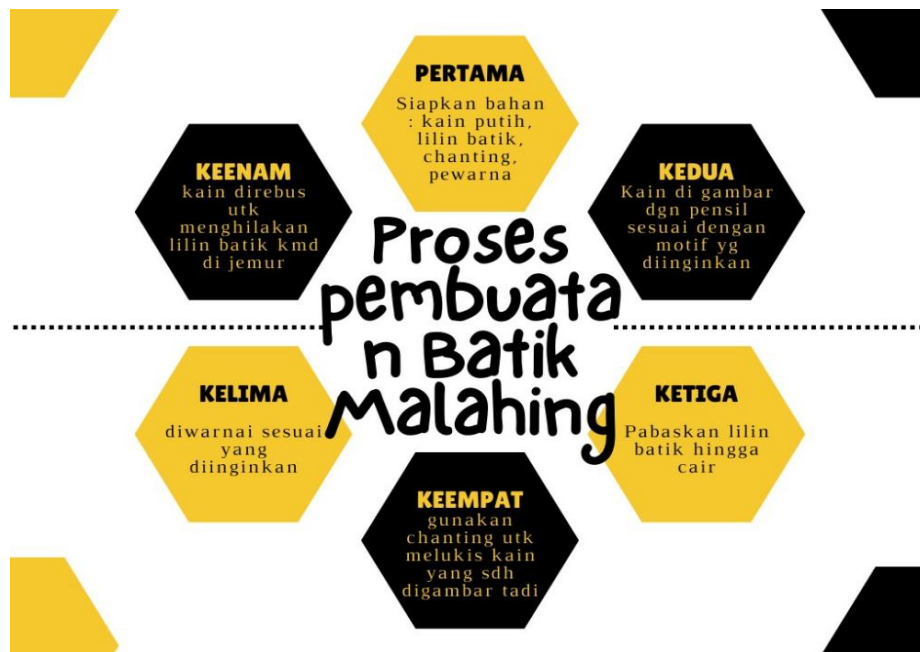 PERTAMA
Siapkan bahan
: kain putih,
lilin batik,
chanting,
pewarna
KEDUA
Kain di gambar
dgn pensil
sesuai dengan
motif yg
diinginkan
KETIGA
Pabaskan lilin
batik hingga
cair
KEEMPAT
gunakan
chanting utk
melukis kain
yang sdh
digambar tadi
KELIMA
diwarnai sesuai
yang
diinginkan
KEENAM
kain direbus
utk
menghilakan
lilin batik kmd
di jemur
Proses
pembuata
n Batik
Malahing